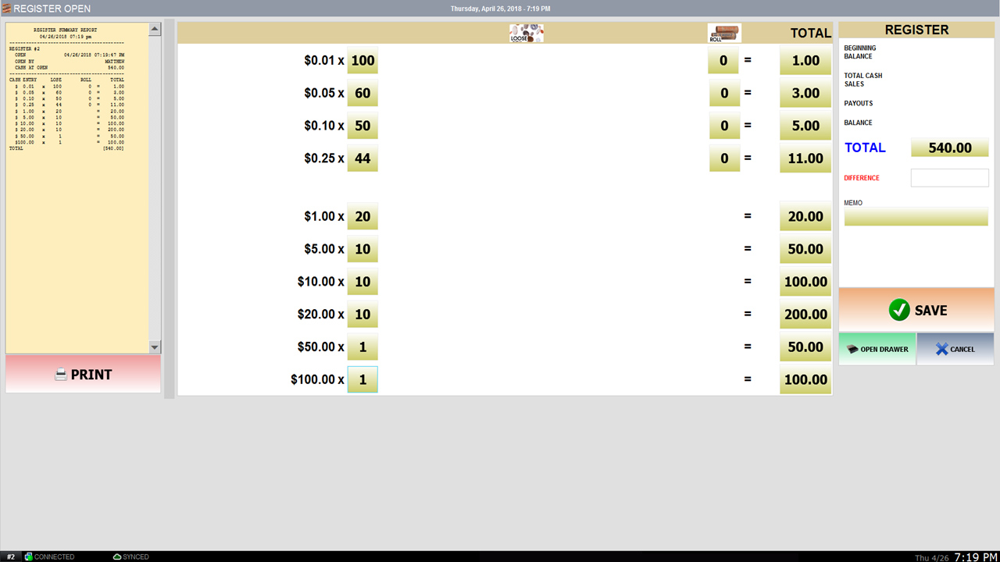 REGISTER OPEN
Thursday, April 26, 2018 - 7:19 PM
REGISTER SUMMARY REPORT
04/26/2018 07:19 pm
REGISTER #2
OPEN 04/26/2018 07:19:47 PM
OPEN BY MATTHEW
CASH AT OPEN 540.00
CASH ENTRY LOSE ROLL TOTAL
$ 0.01 x 100 0 = 1.00
$ 0.05 x 60 0 = 3.00
$ 0.10 x 50 0 = 5.00
$ 0.25 x 44 0 = 11.00
$ 1.00 x 20 = 20.00
$ 5.00 x 10 = 50.00
$ 10.00 x 10 = 100.00
$ 20.00 x 10 = 200.00
$ 50.00 x 1 = 50.00
$100.00 x 1 = 100.00
TOTAL [540.00]
PRINT
LOOSE ROLL TOTAL
$0.01 x 100 0 = 1.00
$0.05 x 60 0 = 3.00
$0.10 x 50 0 = 5.00
$0.25 x 44 0 = 11.00
$1.00 x 20 = 20.00
$5.00 x 10 = 50.00
$10.00 x 10 = 100.00
$20.00 x 10 = 200.00
$50.00 x 1 = 50.00
$100.00 x 1 = 100.00
REGISTER
BEGINNING
BALANCE
TOTAL CASH
SALES
PAYOUTS
BALANCE
TOTAL 540.00
DIFFERENCE
MEMO
SAVE
OPEN DRAWER CANCEL
#2 CONNECTED SYNCED Thu 4/26 7:19 PM